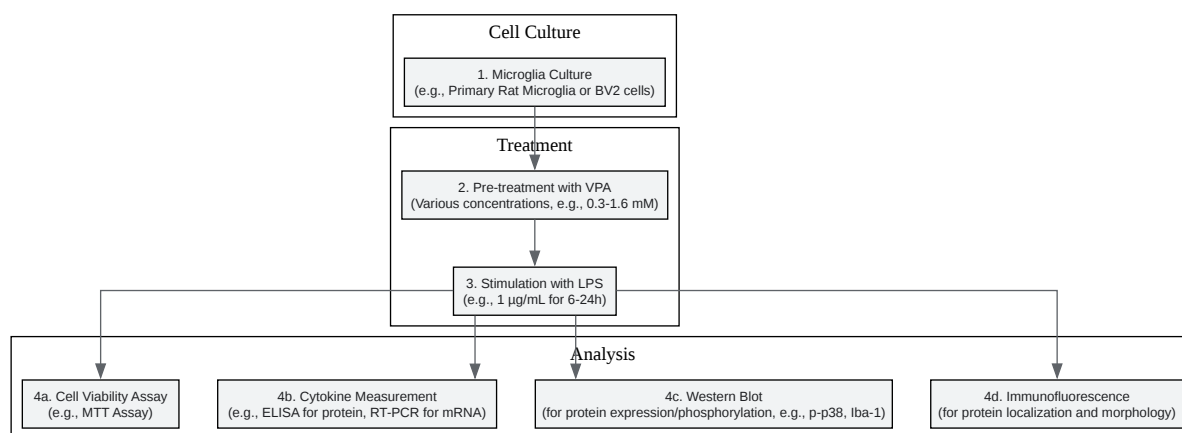 Cell Culture
1. Microglia Culture
(e.g., Primary Rat Microglia or BV2 cells)
Treatment
2. Pre-treatment with VPA
(Various concentrations, e.g., 0.3-1.6 mM)
3. Stimulation with LPS
(e.g., 1 µg/mL for 6-24h)
Analysis
4a. Cell Viability Assay
(e.g., MTT Assay)
4b. Cytokine Measurement
(e.g., ELISA for protein, RT-PCR for mRNA)
4c. Western Blot
(for protein expression/phosphorylation, e.g., p-p38, Iba-1)
4d. Immunofluorescence
(for protein localization and morphology)